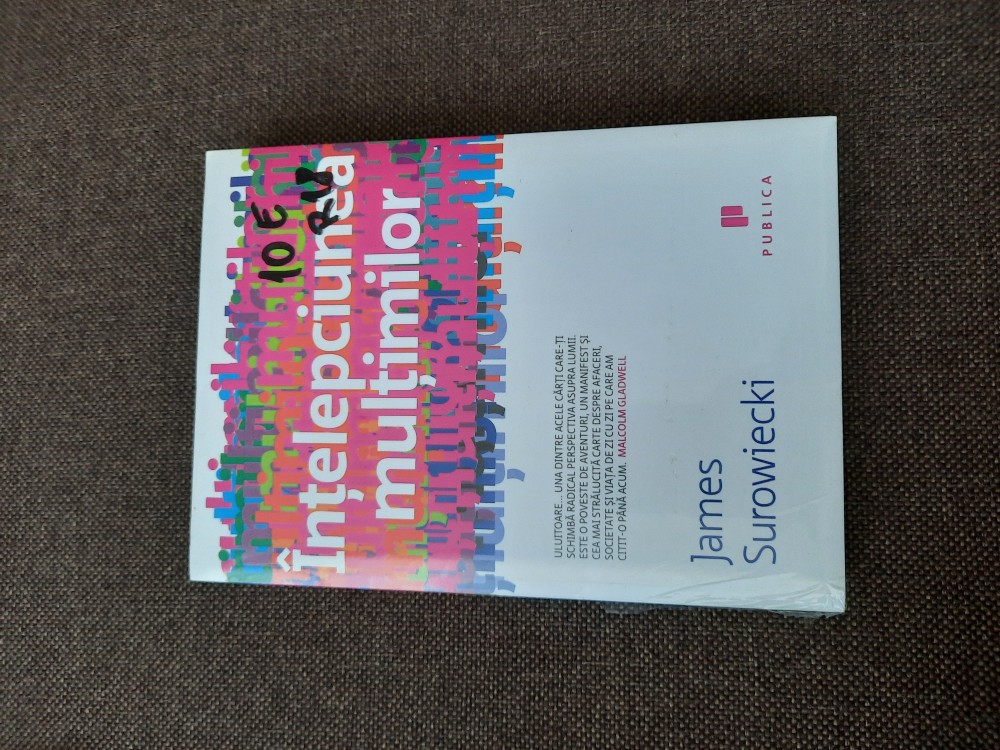 10 E
RU
Înțelepciunea
mulțimilor
ULUITOARE... UNA DINTRE ACELE CĂRȚI CARE-ȚI
SCHIMBĂ RADICAL PERSPECTIVA ASUPRA LUMII.
ESTE O POVESTE DE AVENTURI, UN MANIFEST ȘI
CEA MAI STRĂLUCITĂ CARTE DESPRE AFACERI,
SOCIETATE ȘI VIAȚA DE ZI CU ZI PE CARE AM
CITIT-O PÂNĂ ACUM. MALCOLM GLADWELL
James
Surowiecki
PUBLICA